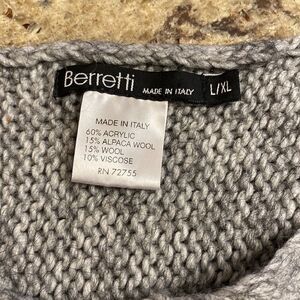 Berretti MADE IN ITALY L/XL
MADE IN ITALY
60% ACRYLIC
15% ALPACA WOOL
15% WOOL
10% VISCOSE
RN 72755